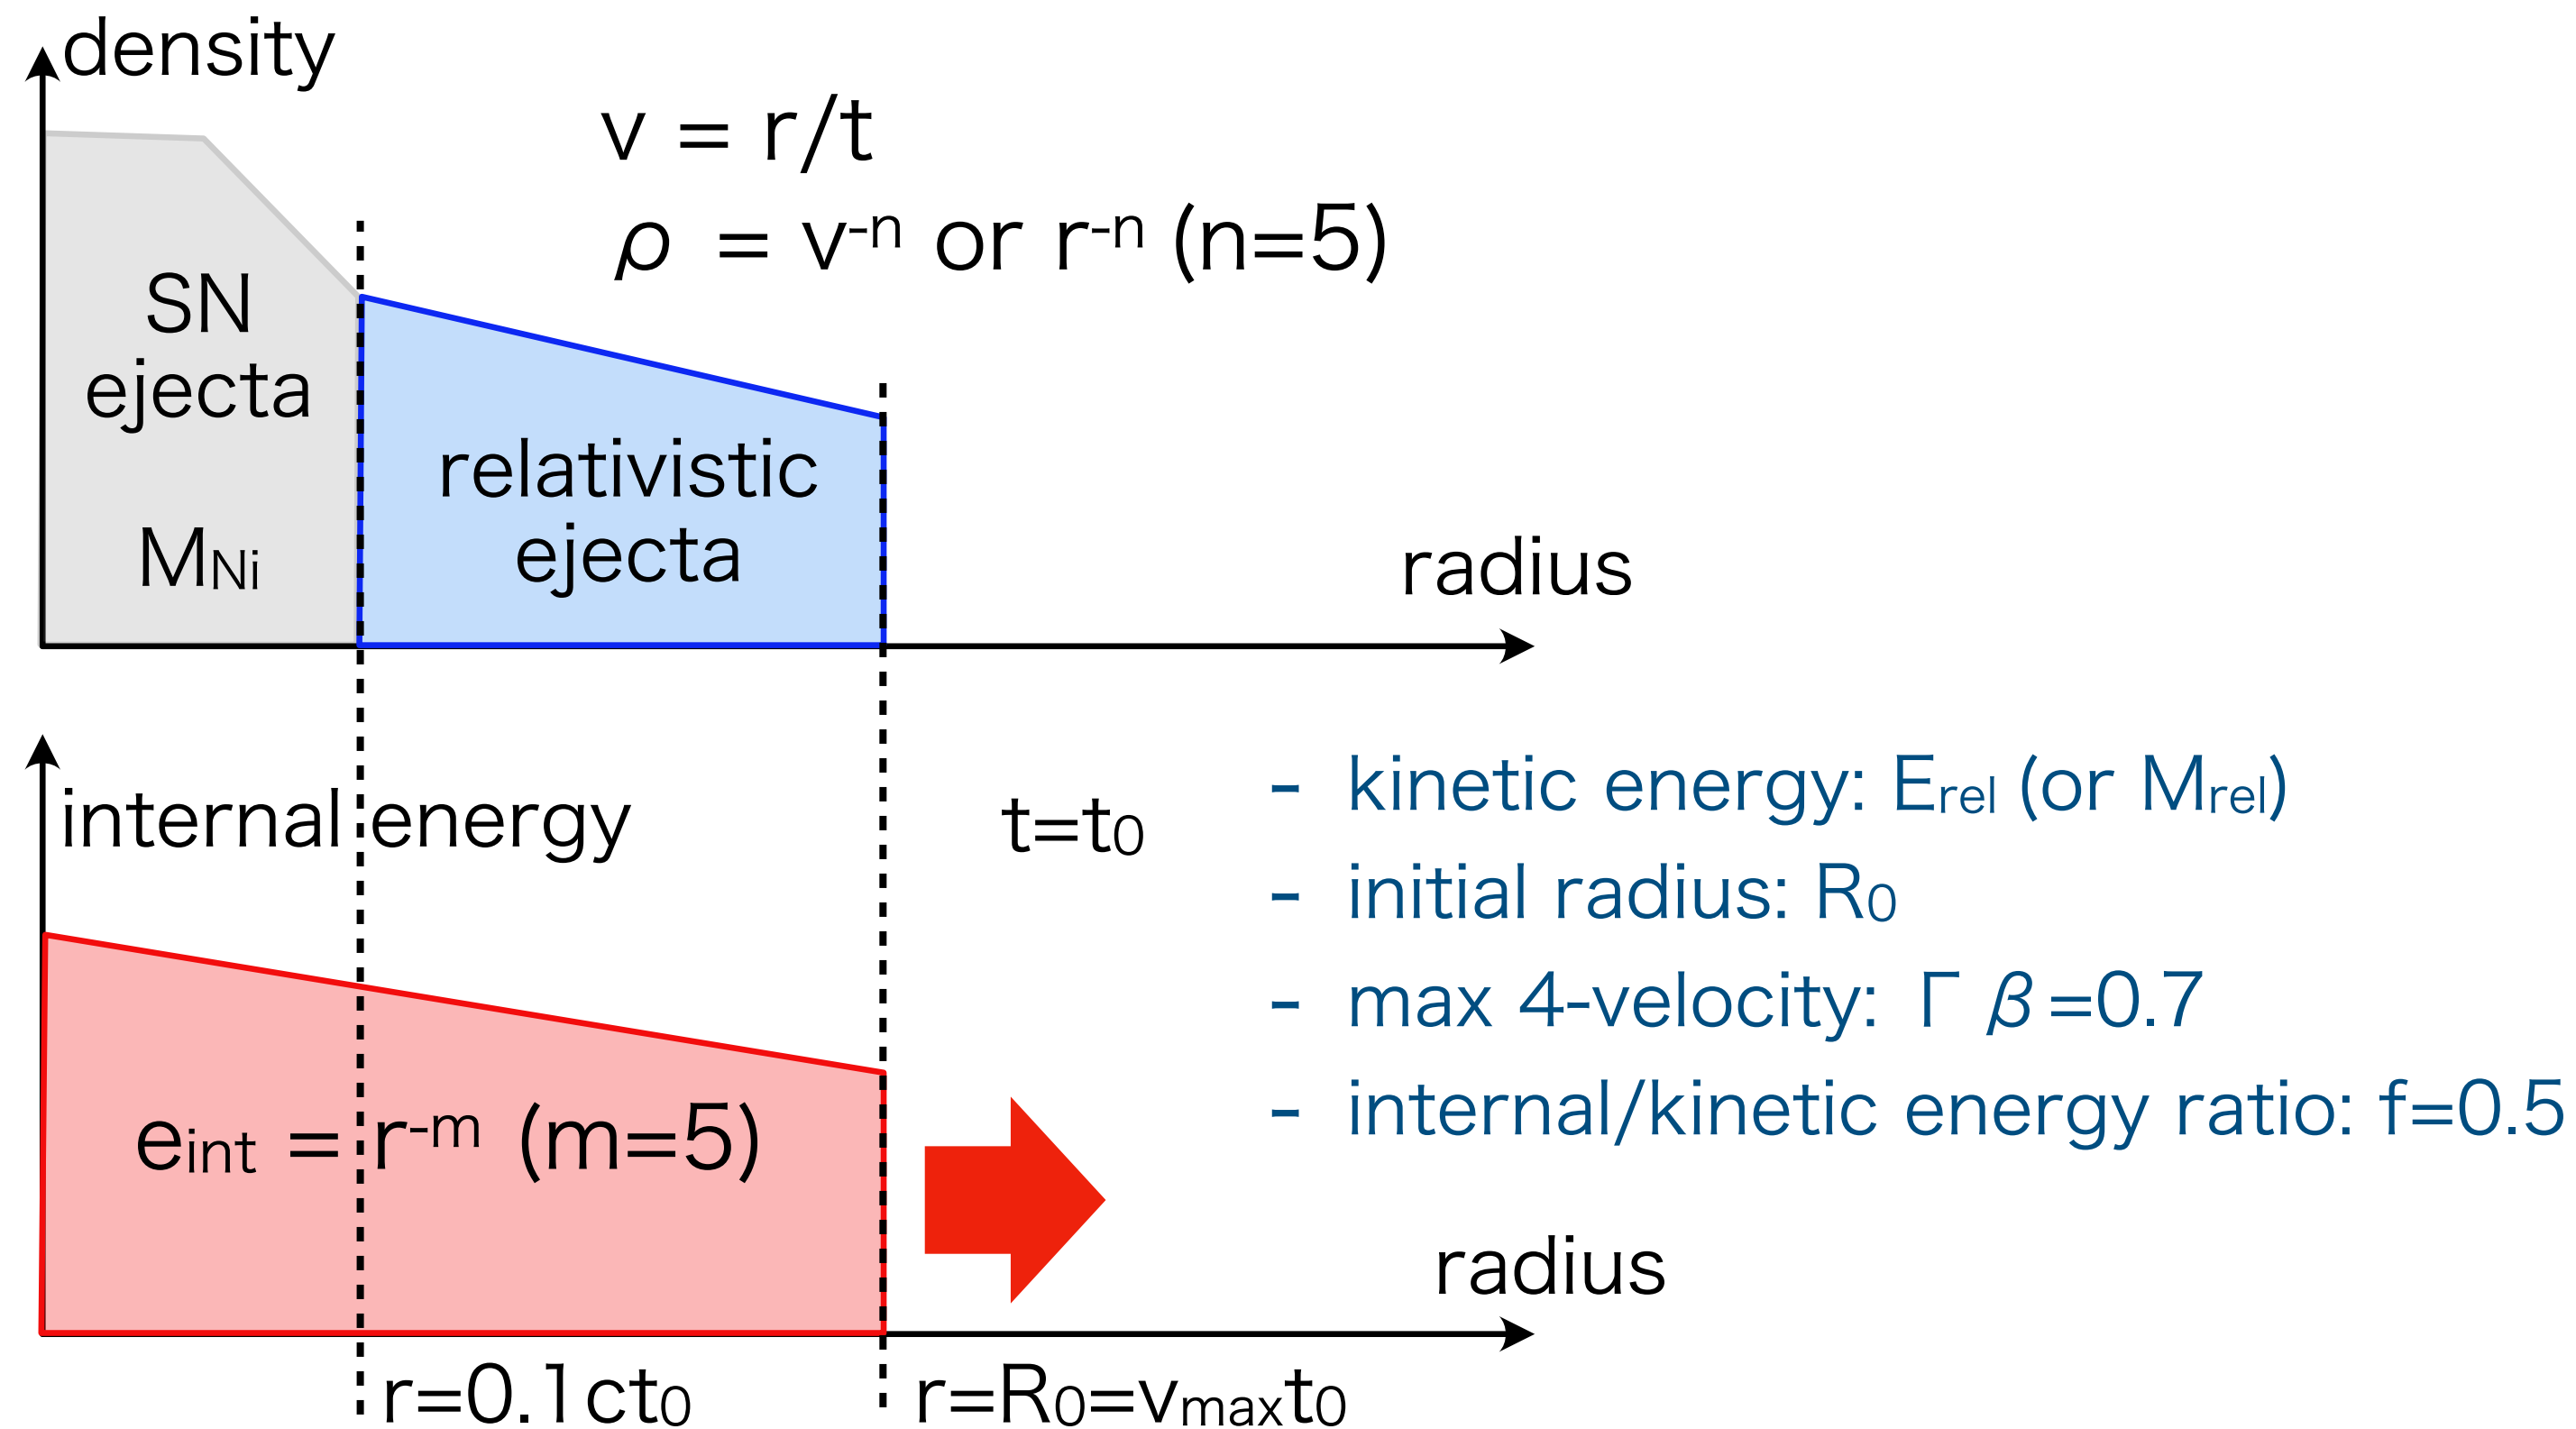 density
v = r/t
ρ = v-n or r-n (n=5)
SN
ejecta
MNi
relativistic
ejecta
radius
internal energy
t=t0
- kinetic energy: Erel (or Mrel)
- initial radius: R0
- max 4-velocity: Γβ=0.7
- internal/kinetic energy ratio: f=0.5
eint = r-m (m=5)
radius
r=0.1ct0
r=R0=vmaxt0